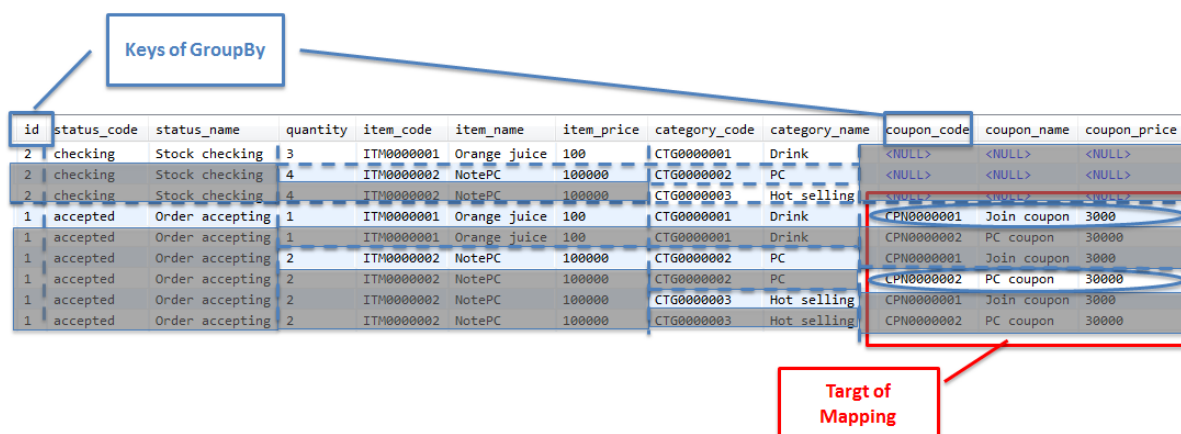 Keys of GroupBy
id status_code status_name quantity item_code item_name item_price category_code category_name coupon_code coupon_name coupon_price
2 checking Stock checking 3 ITM0000001 Orange juice 100 CTG0000001 Drink <NULL> <NULL> <NULL>
2 checking Stock checking 4 ITM0000002 NotePC 100000 CTG0000002 PC <NULL> <NULL> <NULL>
2 checking Stock checking 4 ITM0000002 NotePC 100000 CTG0000003 Hot selling <NULL> <NULL> <NULL>
1 accepted Order accepting 1 ITM0000001 Orange juice 100 CTG0000001 Drink CPN0000001 Join coupon 3000
1 accepted Order accepting 1 ITM0000001 Orange juice 100 CTG0000001 Drink CPN0000002 PC coupon 30000
1 accepted Order accepting 2 ITM0000002 NotePC 100000 CTG0000002 PC CPN0000001 Join coupon 3000
1 accepted Order accepting 2 ITM0000002 NotePC 100000 CTG0000002 PC CPN0000002 PC coupon 30000
1 accepted Order accepting 2 ITM0000002 NotePC 100000 CTG0000003 Hot selling CPN0000001 Join coupon 3000
1 accepted Order accepting 2 ITM0000002 NotePC 100000 CTG0000003 Hot selling CPN0000002 PC coupon 30000
Targt of
Mapping